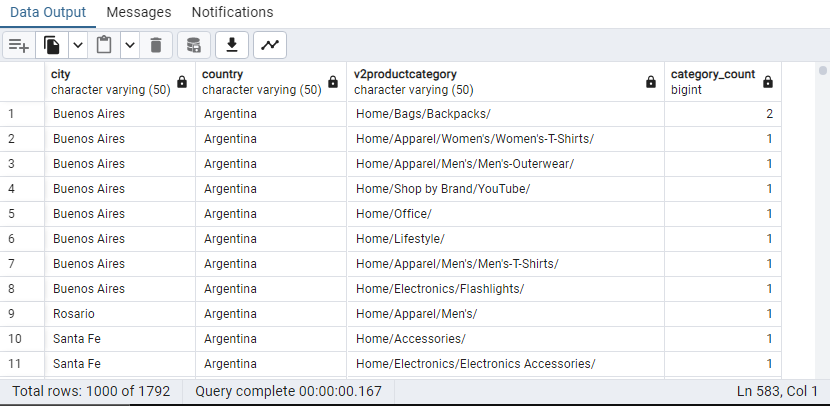 Data Output Messages Notifications
city country v2productcategory category_count
character varying (50) character varying (50) character varying (50) bigint
1 Buenos Aires Argentina Home/Bags/Backpacks/ 2
2 Buenos Aires Argentina Home/Apparel/Women's/Women's-T-Shirts/ 1
3 Buenos Aires Argentina Home/Apparel/Men's/Men's-Outerwear/ 1
4 Buenos Aires Argentina Home/Shop by Brand/YouTube/ 1
5 Buenos Aires Argentina Home/Office/ 1
6 Buenos Aires Argentina Home/Lifestyle/ 1
7 Buenos Aires Argentina Home/Apparel/Men's/Men's-T-Shirts/ 1
8 Buenos Aires Argentina Home/Electronics/Flashlights/ 1
9 Rosario Argentina Home/Apparel/Men's/ 1
10 Santa Fe Argentina Home/Accessories/ 1
11 Santa Fe Argentina Home/Electronics/Electronics Accessories/ 1
Total rows: 1000 of 1792 Query complete 00:00:00.167 Ln 583, Col 1